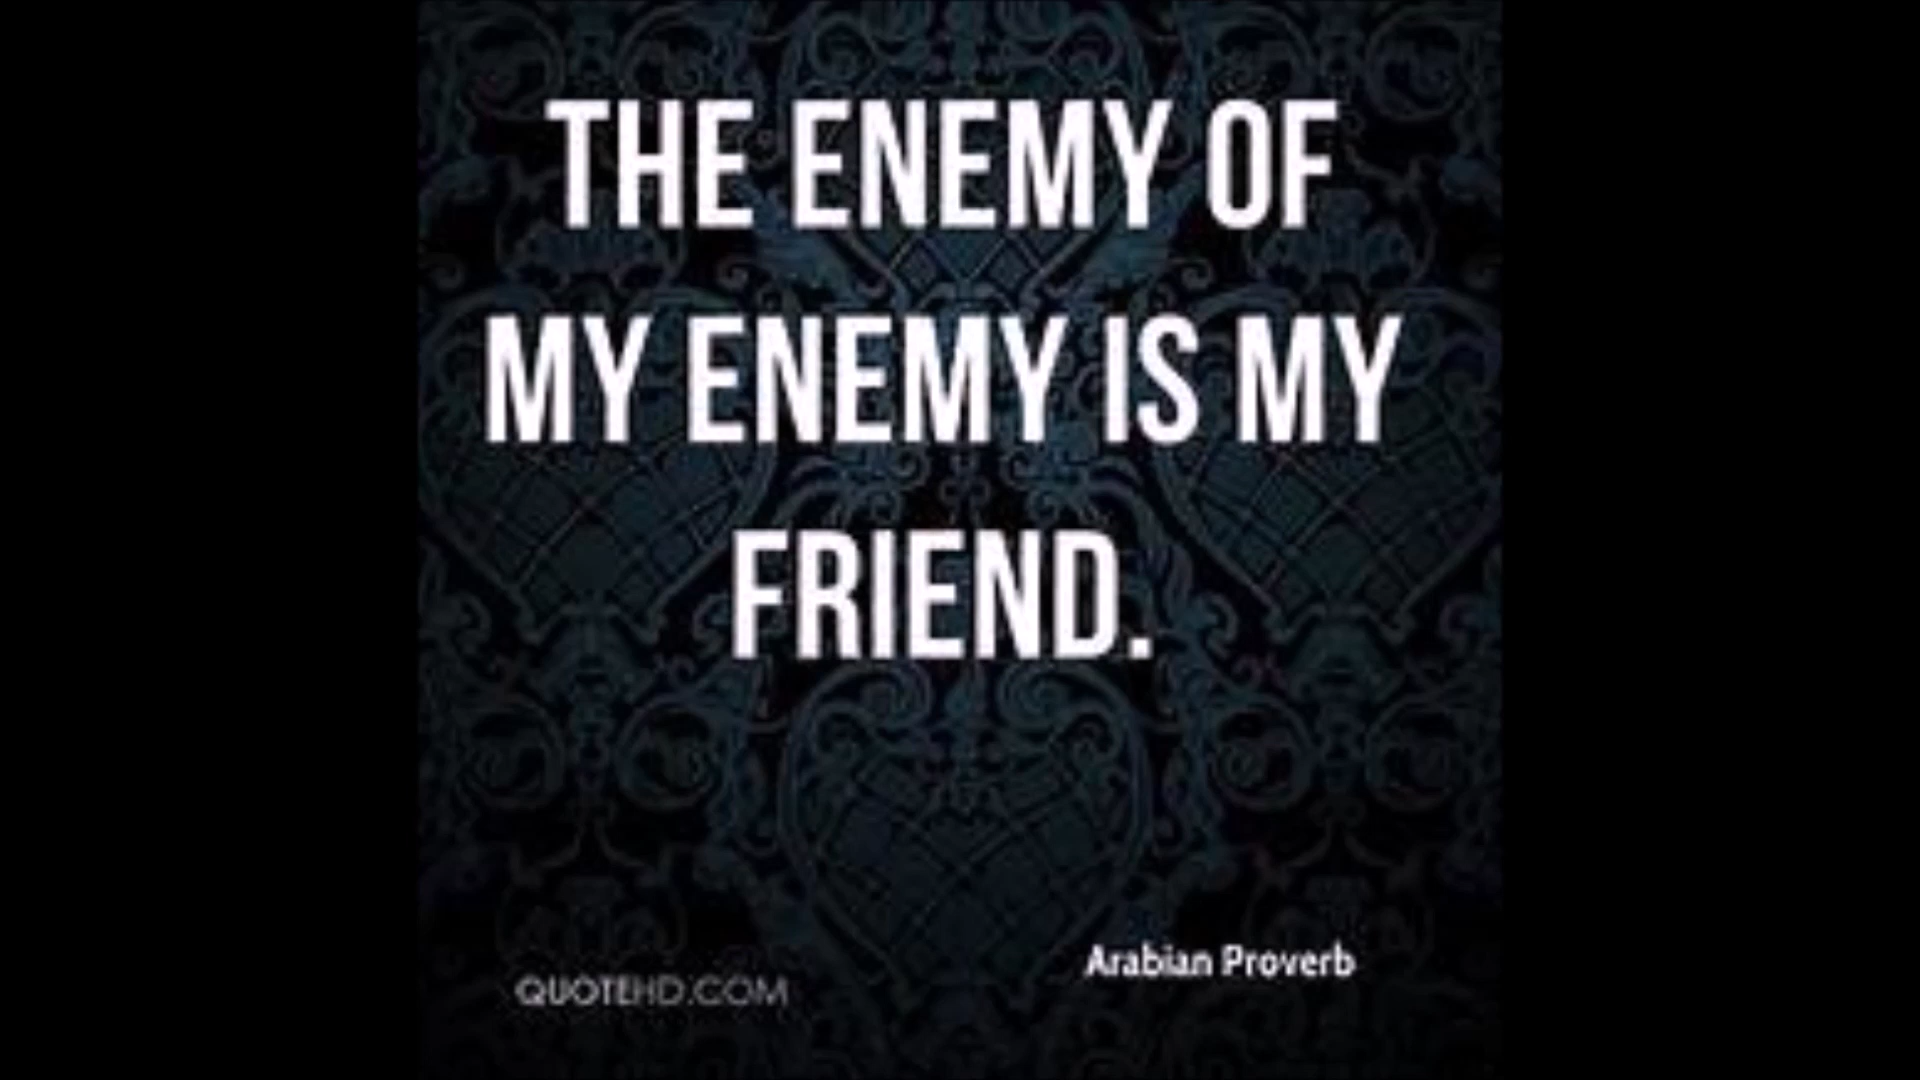 THE ENEMY OF
MY ENEMY IS MY
FRIEND.
Arabian Proverb
QUOTEHD.COM